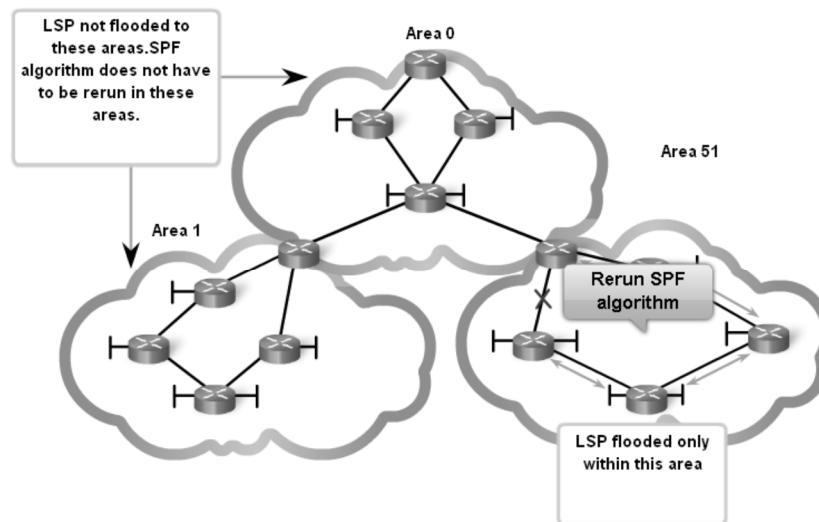 LSP not flooded to
these areas.SPF
algorithm does not have
to be rerun in these
areas.
Area 0
Area 51
Area 1
Rerun SPF
algorithm
LSP flooded only
within this area